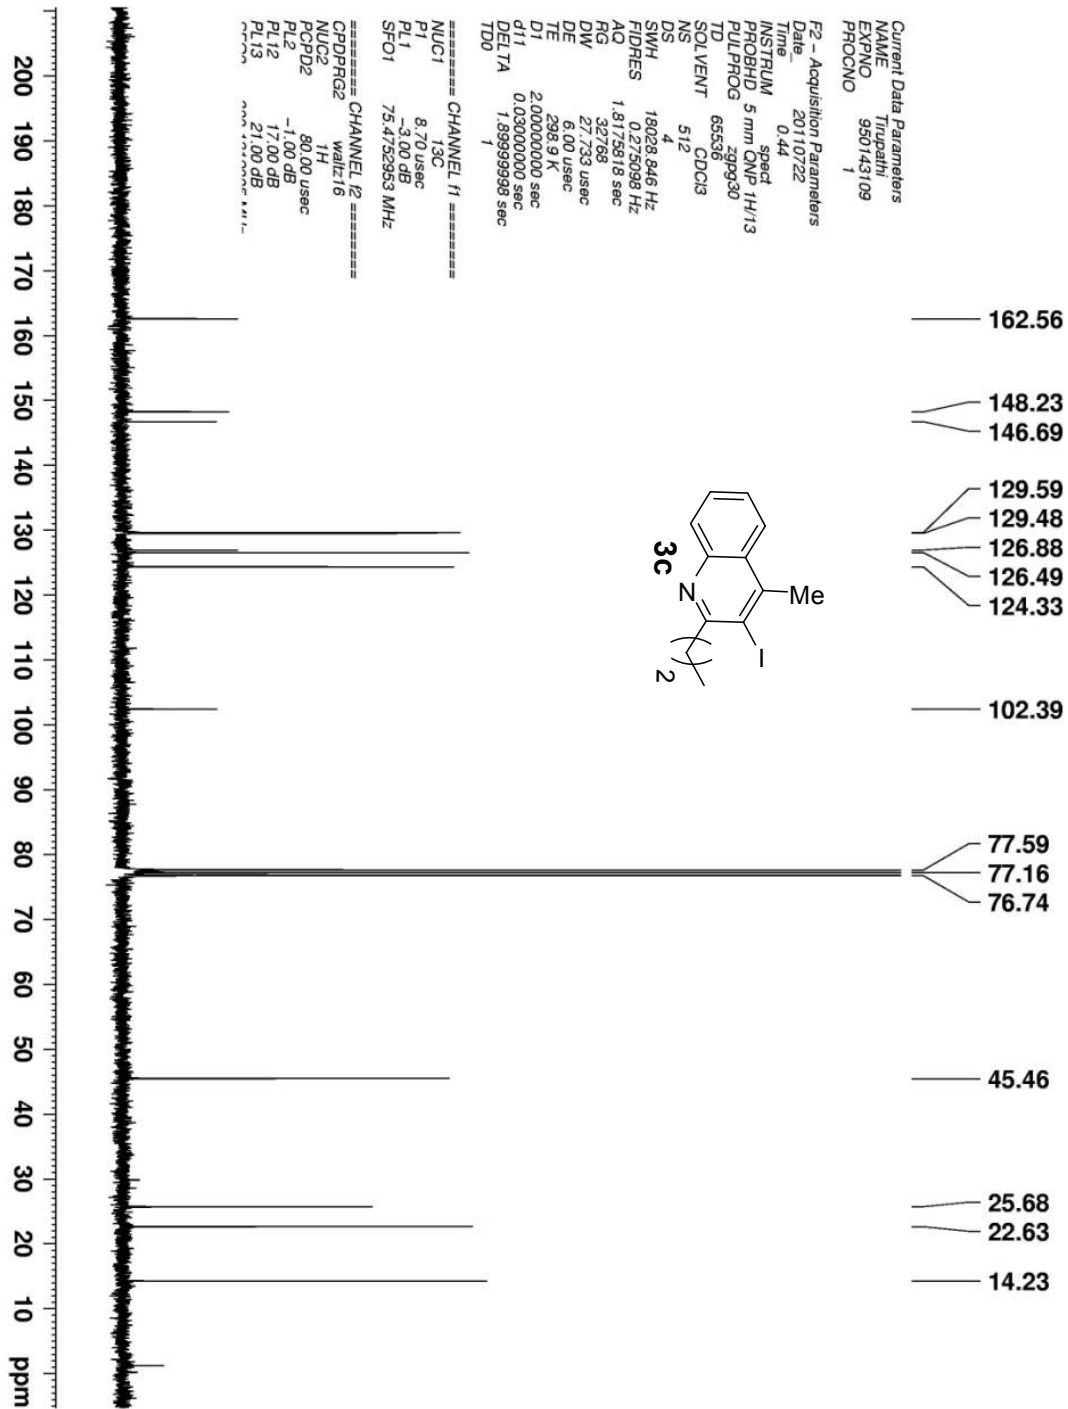 Current Data Parameters
NAME Tirupathi
EXPNO 950143109
PROCNO 1
F2 - Acquisition Parameters
Date_ 20110722
Time 0.44
INSTRUM spect
PROBHD 5 mm QNP 1H/13
PULPROG zgpg30
TD 65536
SOLVENT CDCl3
NS 512
DS 4
SWH 18028.846 Hz
FIDRES 0.275098 Hz
AQ 1.8175818 sec
RG 32768
DW 27.733 usec
DE 6.00 usec
TE 298.9 K
D1 2.00000000 sec
d11 0.03000000 sec
DELTA 1.89999998 sec
TD0 1
======== CHANNEL f1 ========
NUC1 13C
P1 8.70 usec
PL1 -3.00 dB
SFO1 75.4752953 MHz
======== CHANNEL f2 ========
CPDPRG2 waltz16
NUC2 1H
PCPD2 80.00 usec
PL2 -1.00 dB
PL12 17.00 dB
PL13 21.00 dB
162.56
148.23
146.69
129.59
129.48
126.88
126.49
124.33
102.39
77.59
77.16
76.74
45.46
25.68
22.63
14.23
Me
I
N
2
3c
200 190 180 170 160 150 140 130 120 110 100 90 80 70 60 50 40 30 20 10 ppm